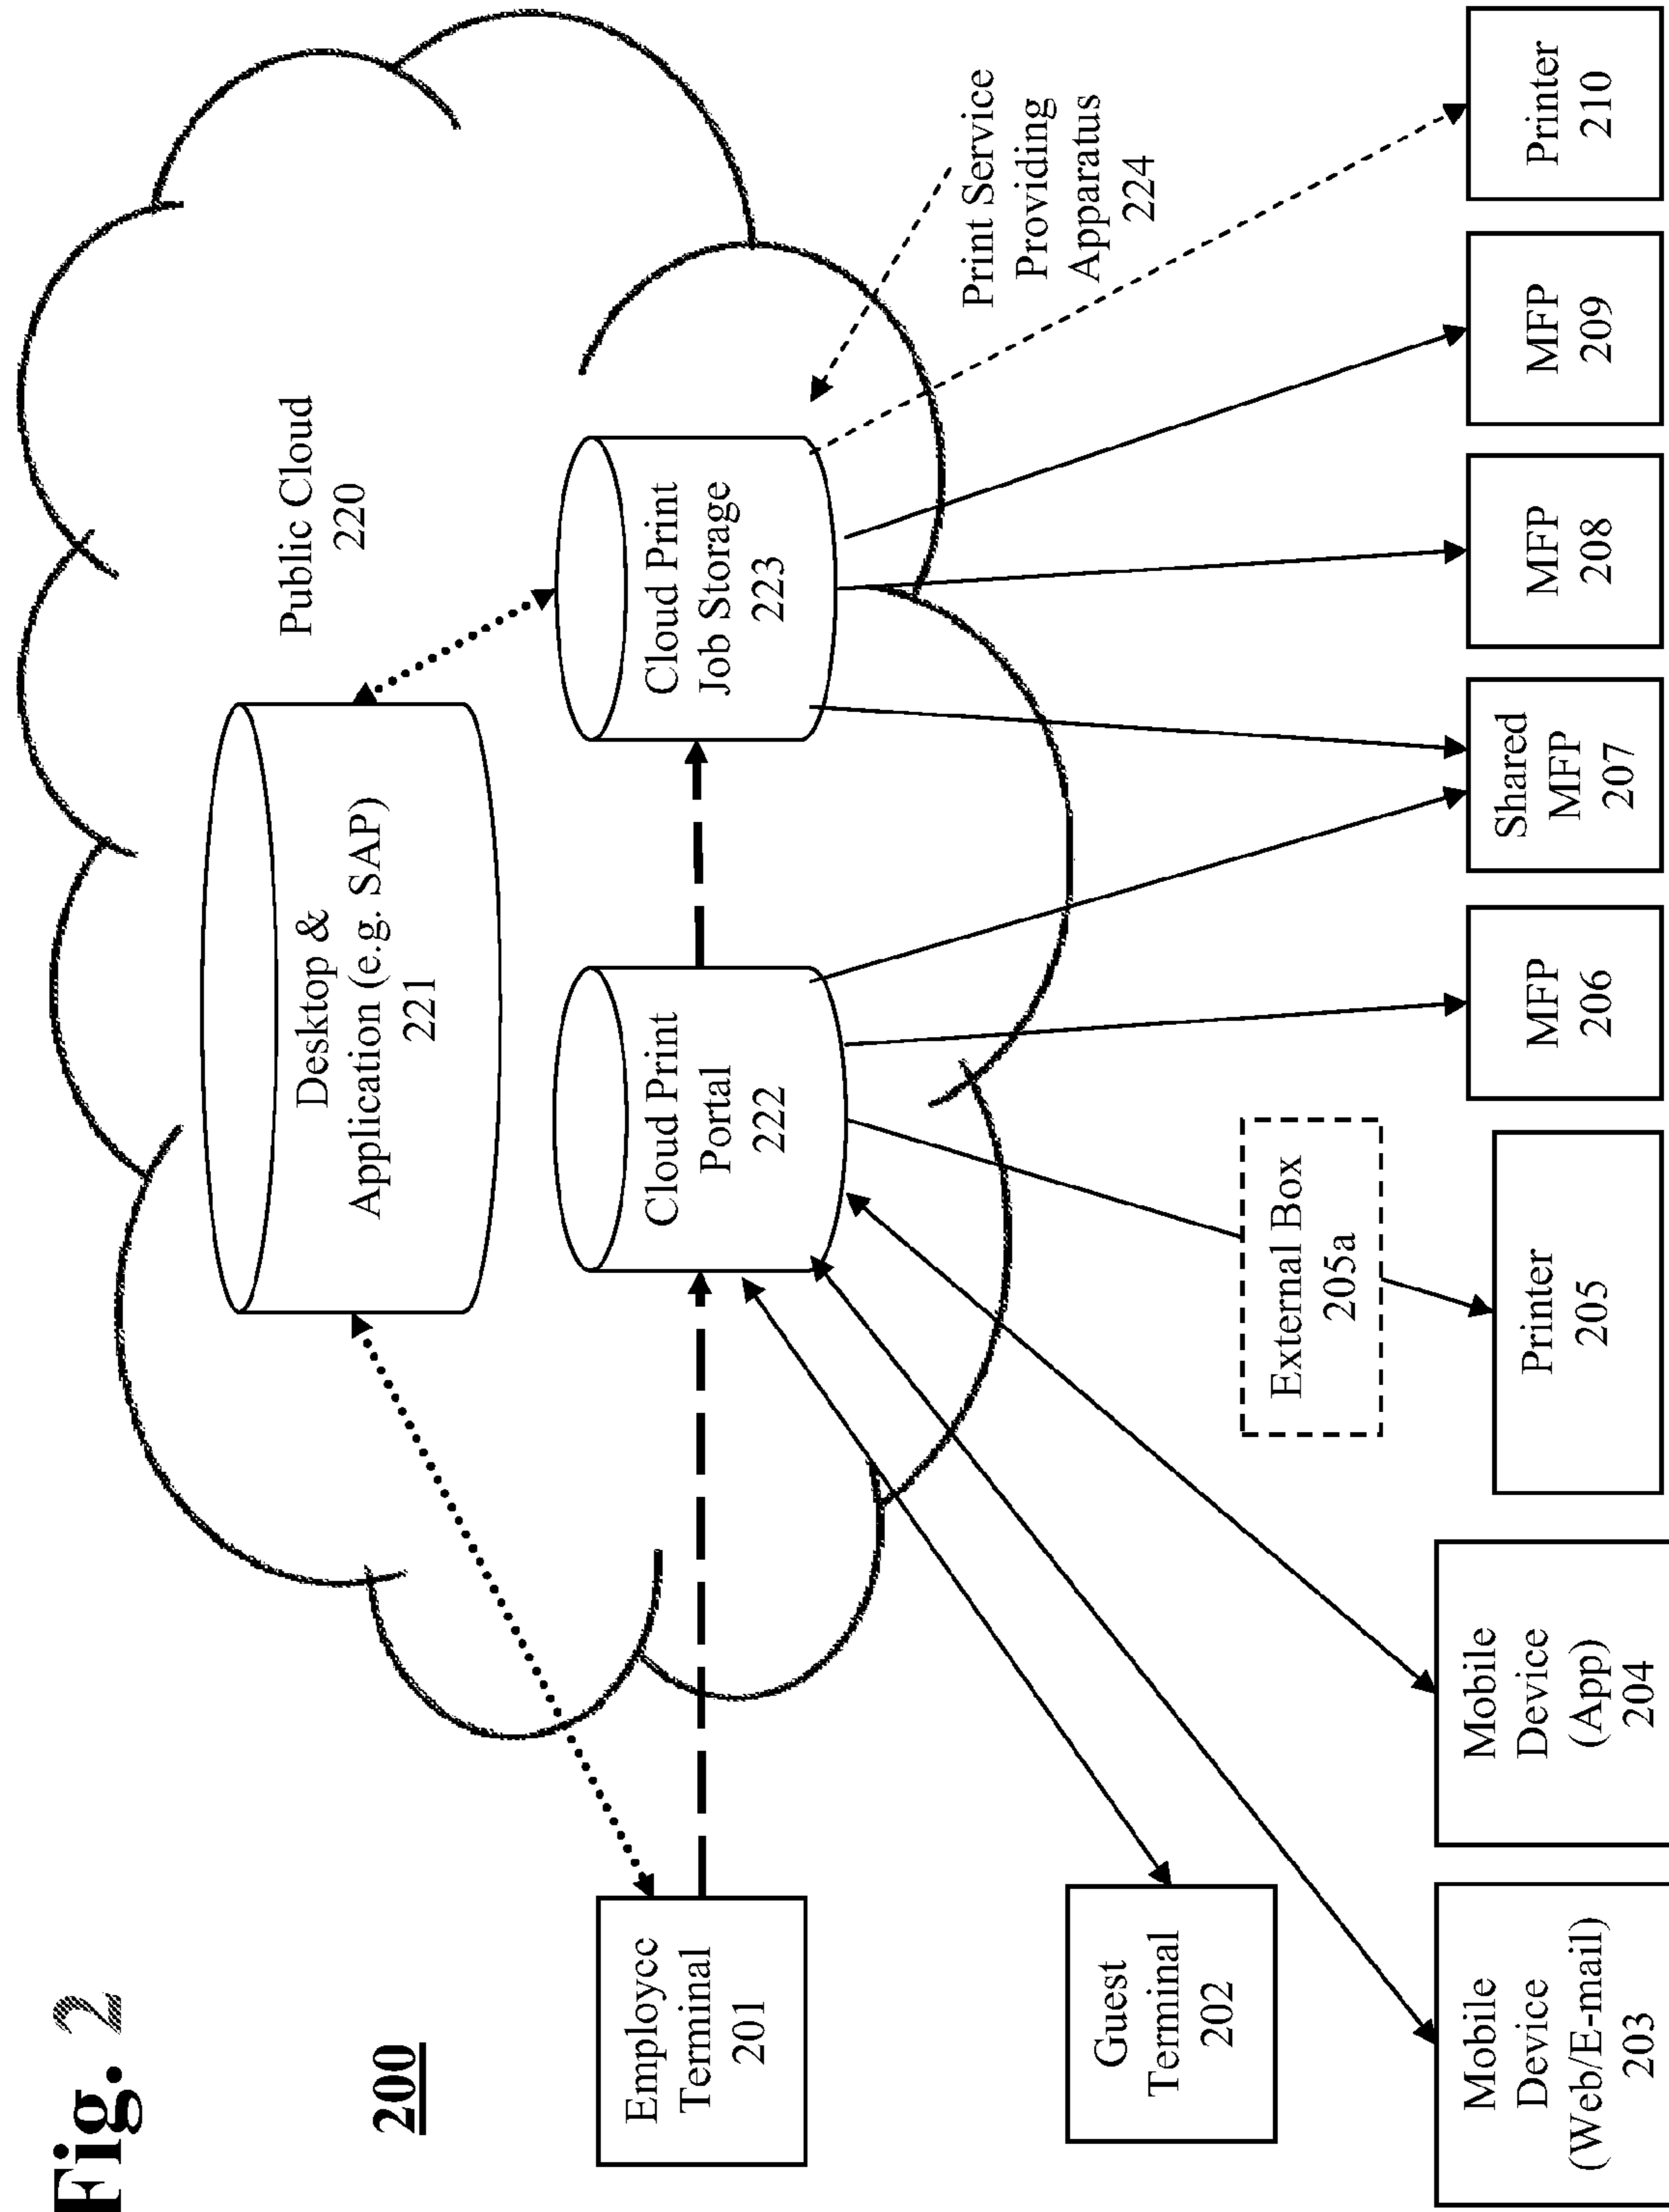 Fig. 2
200
Public Cloud
220
Desktop &
Application (e.g. SAP)
221
Employee
Terminal
201
Cloud Print
Portal
222
Cloud Print
Job Storage
223
Print Service
Providing
Apparatus
224
Guest
Terminal
202
External Box
205a
Mobile
Device
(Web/E-mail)
203
Mobile
Device
(App)
204
Printer
205
MFP
206
Shared
MFP
207
MFP
208
MFP
209
Printer
210